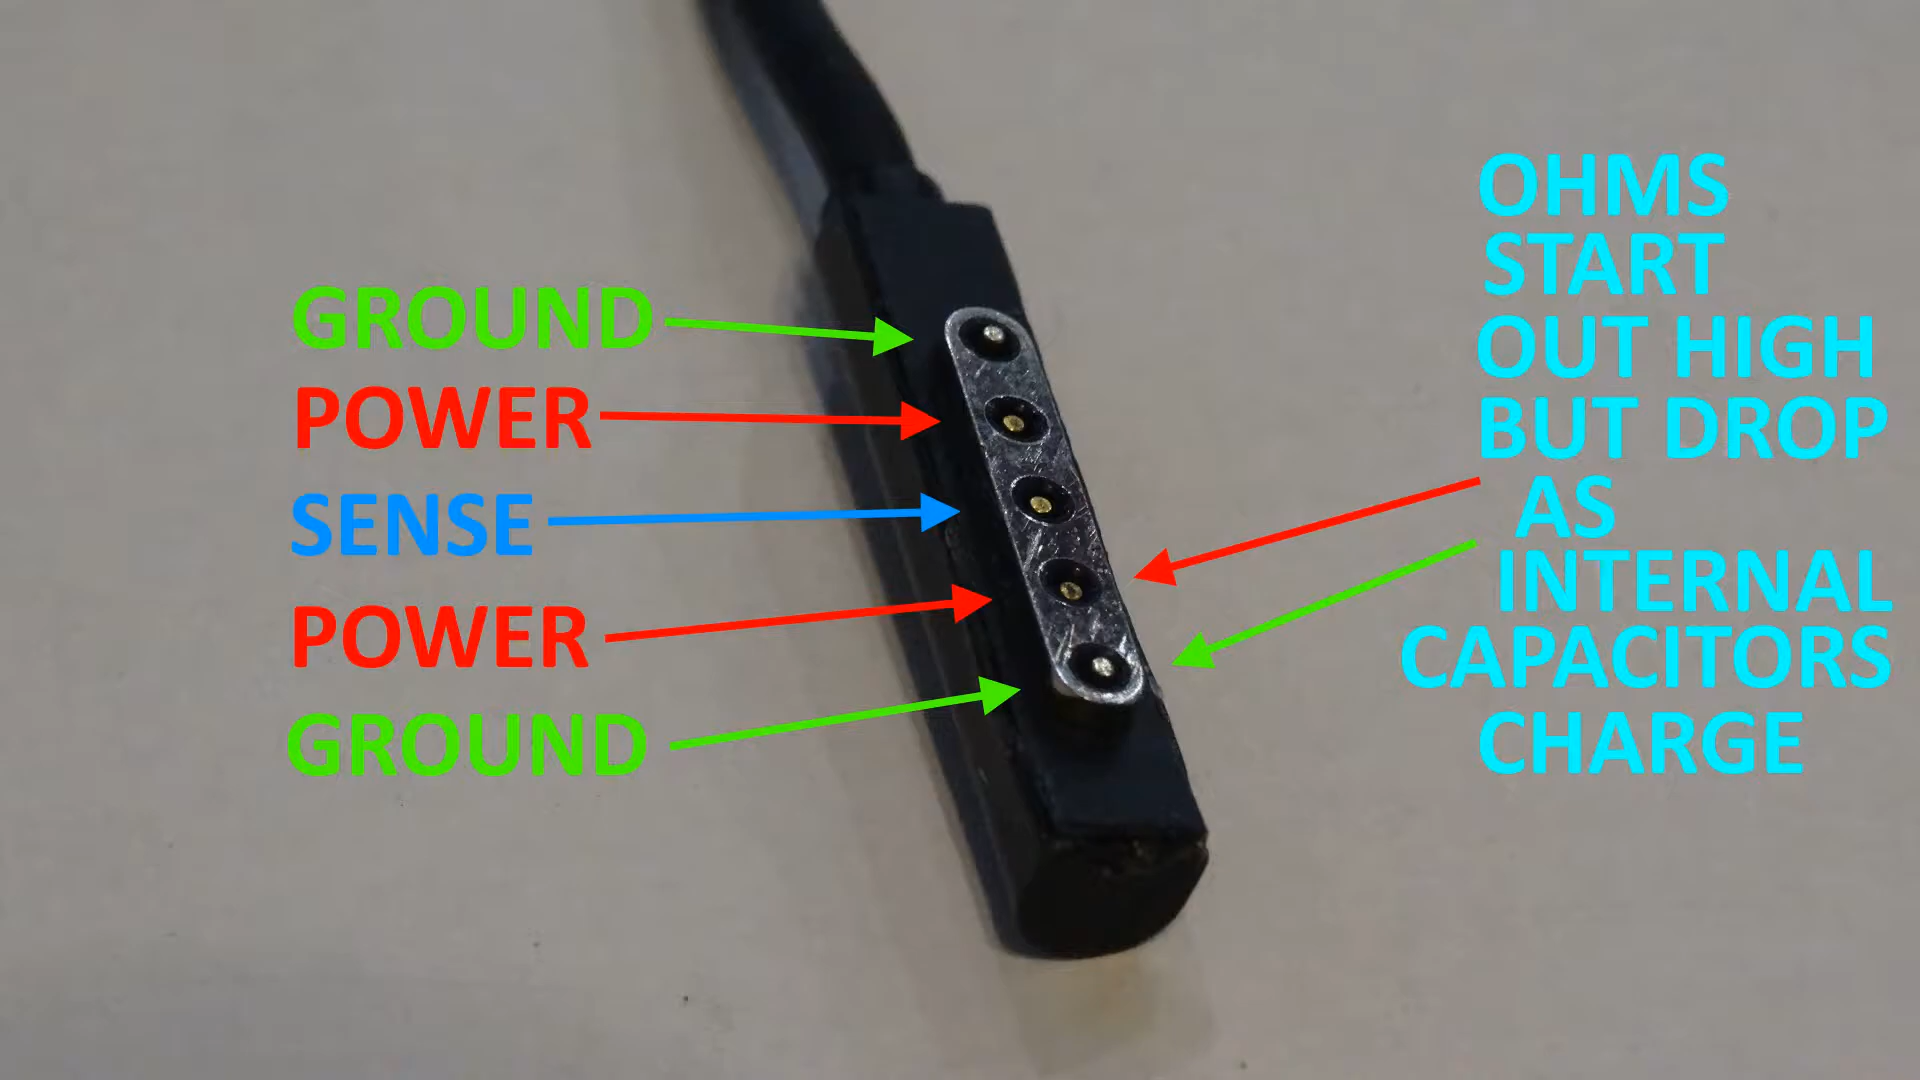 GROUND
POWER
SENSE
POWER
GROUND
OHMS
START
OUT HIGH
BUT DROP
AS
INTERNAL
CAPACITORS
CHARGE